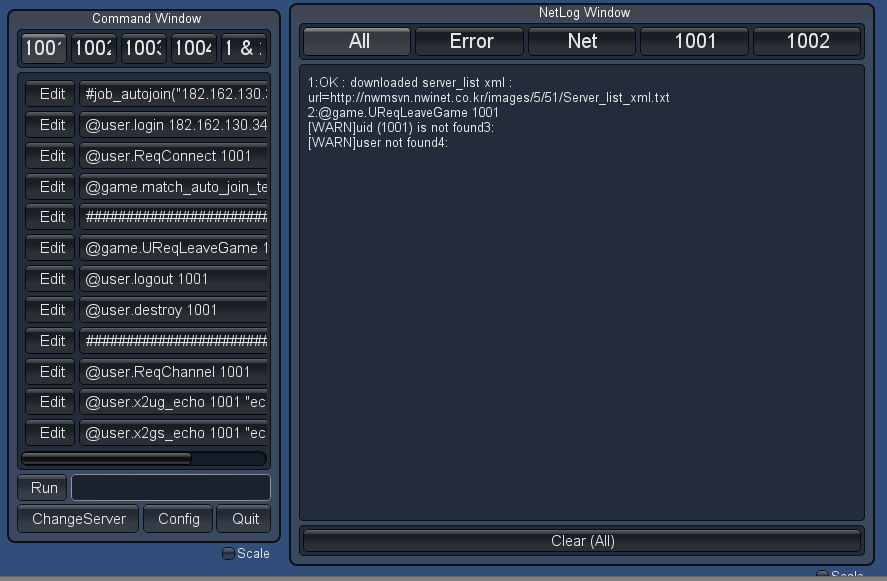 Command Window
1001 1002 1003 1004 1 &
Edit #job_autojoin("182.162.130.
Edit @user.login 182.162.130.34
Edit @user.ReqConnect 1001
Edit @game.match_auto_join_te
Edit #######################
Edit @game.UReqLeaveGame 1
Edit @user.logout 1001
Edit @user.destroy 1001
Edit #######################
Edit @user.ReqChannel 1001
Edit @user.x2ug_echo 1001 "ec
Edit @user.x2gs_echo 1001 "ec
Run
ChangeServer Config Quit
Scale
NetLog Window
All Error Net 1001 1002
1:OK : downloaded server_list xml :
url=http://nwmsvn.nwinet.co.kr/images/5/51/Server_list_xml.txt
2:@game.UReqLeaveGame 1001
[WARN]uid (1001) is not found3:
[WARN]user not found4:
Clear (All)
Scale